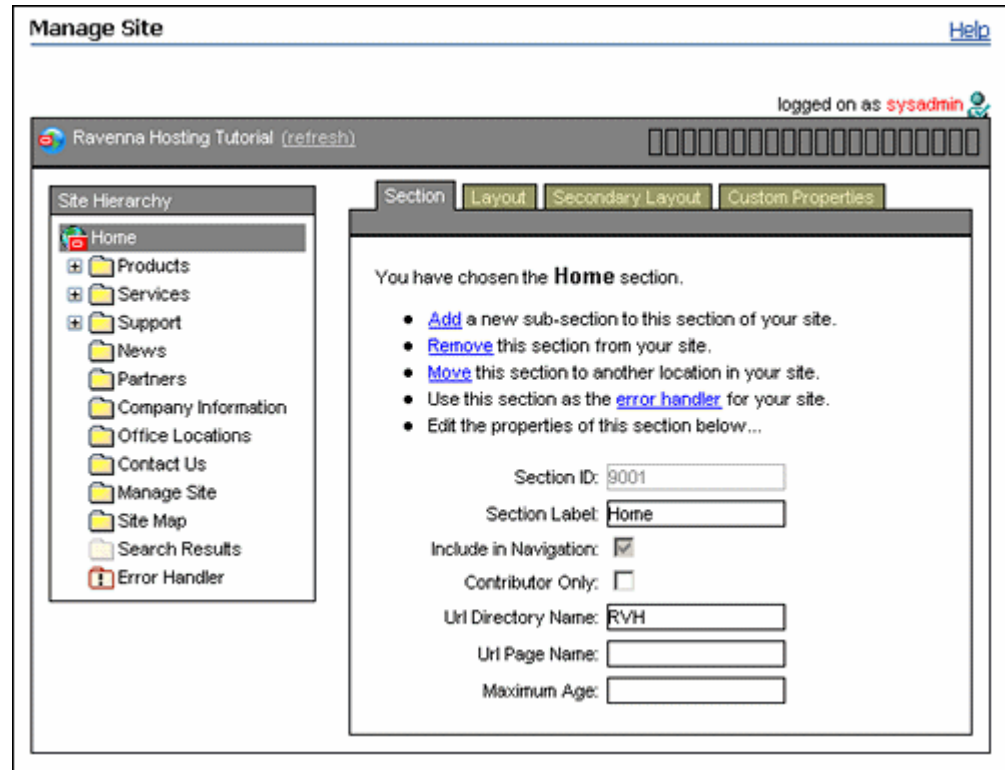 Manage Site
Help
logged on as sysadmin
Ravenna Hosting Tutorial (refresh)
Site Hierarchy
Home
Products
Services
Support
News
Partners
Company Information
Office Locations
Contact Us
Manage Site
Site Map
Search Results
Error Handler
Section
Layout
Secondary Layout
Custom Properties
You have chosen the Home section.
Add a new sub-section to this section of your site.
Remove this section from your site.
Move this section to another location in your site.
Use this section as the error handler for your site.
Edit the properties of this section below...
Section ID: 9001
Section Label: Home
Include in Navigation:
Contributor Only:
Url Directory Name: RVH
Url Page Name:
Maximum Age: